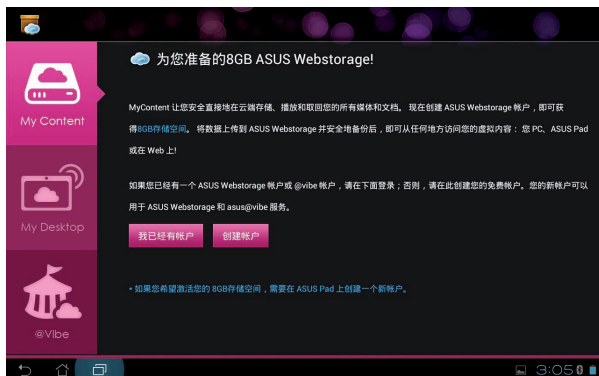 为您准备的8GB ASUS Webstorage!
My Content
MyContent 让您安全直接地在云端存储、播放和取回您的所有媒体和文档。 现在创建 ASUS Webstorage 帐户，即可获
得8GB存储空间。 将数据上传到 ASUS Webstorage 并安全地备份后，即可从任何地方访问您的虚拟内容： 您 PC、ASUS Pad
或在 Web 上!
My Desktop
如果您已经有一个 ASUS Webstorage 帐户或 @vibe 帐户，请在下面登录；否则，请在此创建您的免费帐户。您的新帐户可以
用于 ASUS Webstorage 和 asus@vibe 服务。
我已经有帐户 创建帐户
• 如果您希望激活您的 8GB存储空间，需要在 ASUS Pad 上创建一个新帐户。
@Vibe
3:05